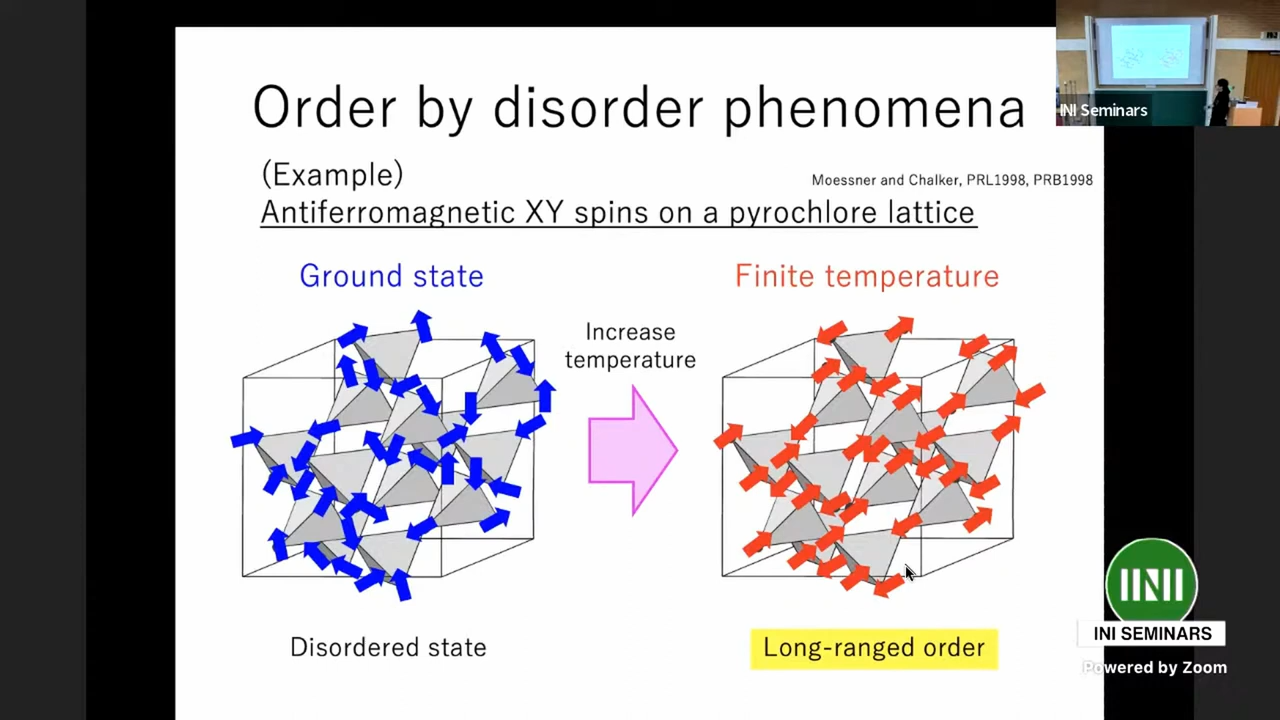 Order by disorder phenomena
(Example)
Moessner and Chalker, PRL1998, PRB1998
Antiferromagnetic XY spins on a pyrochlore lattice
Ground state
Finite temperature
Increase
temperature
Disordered state
Long-ranged order
INI Seminars
INI
INI SEMINARS
Powered by Zoom